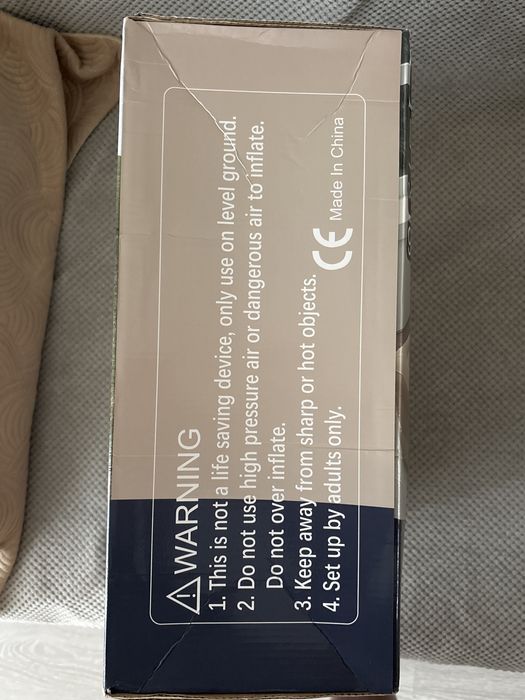 ⚠WARNING
1. This is not a life saving device, only use on level ground.
2. Do not use high pressure air or dangerous air to inflate.
Do not over inflate.
3. Keep away from sharp or hot objects.
4. Set up by adults only.
CE Made In China